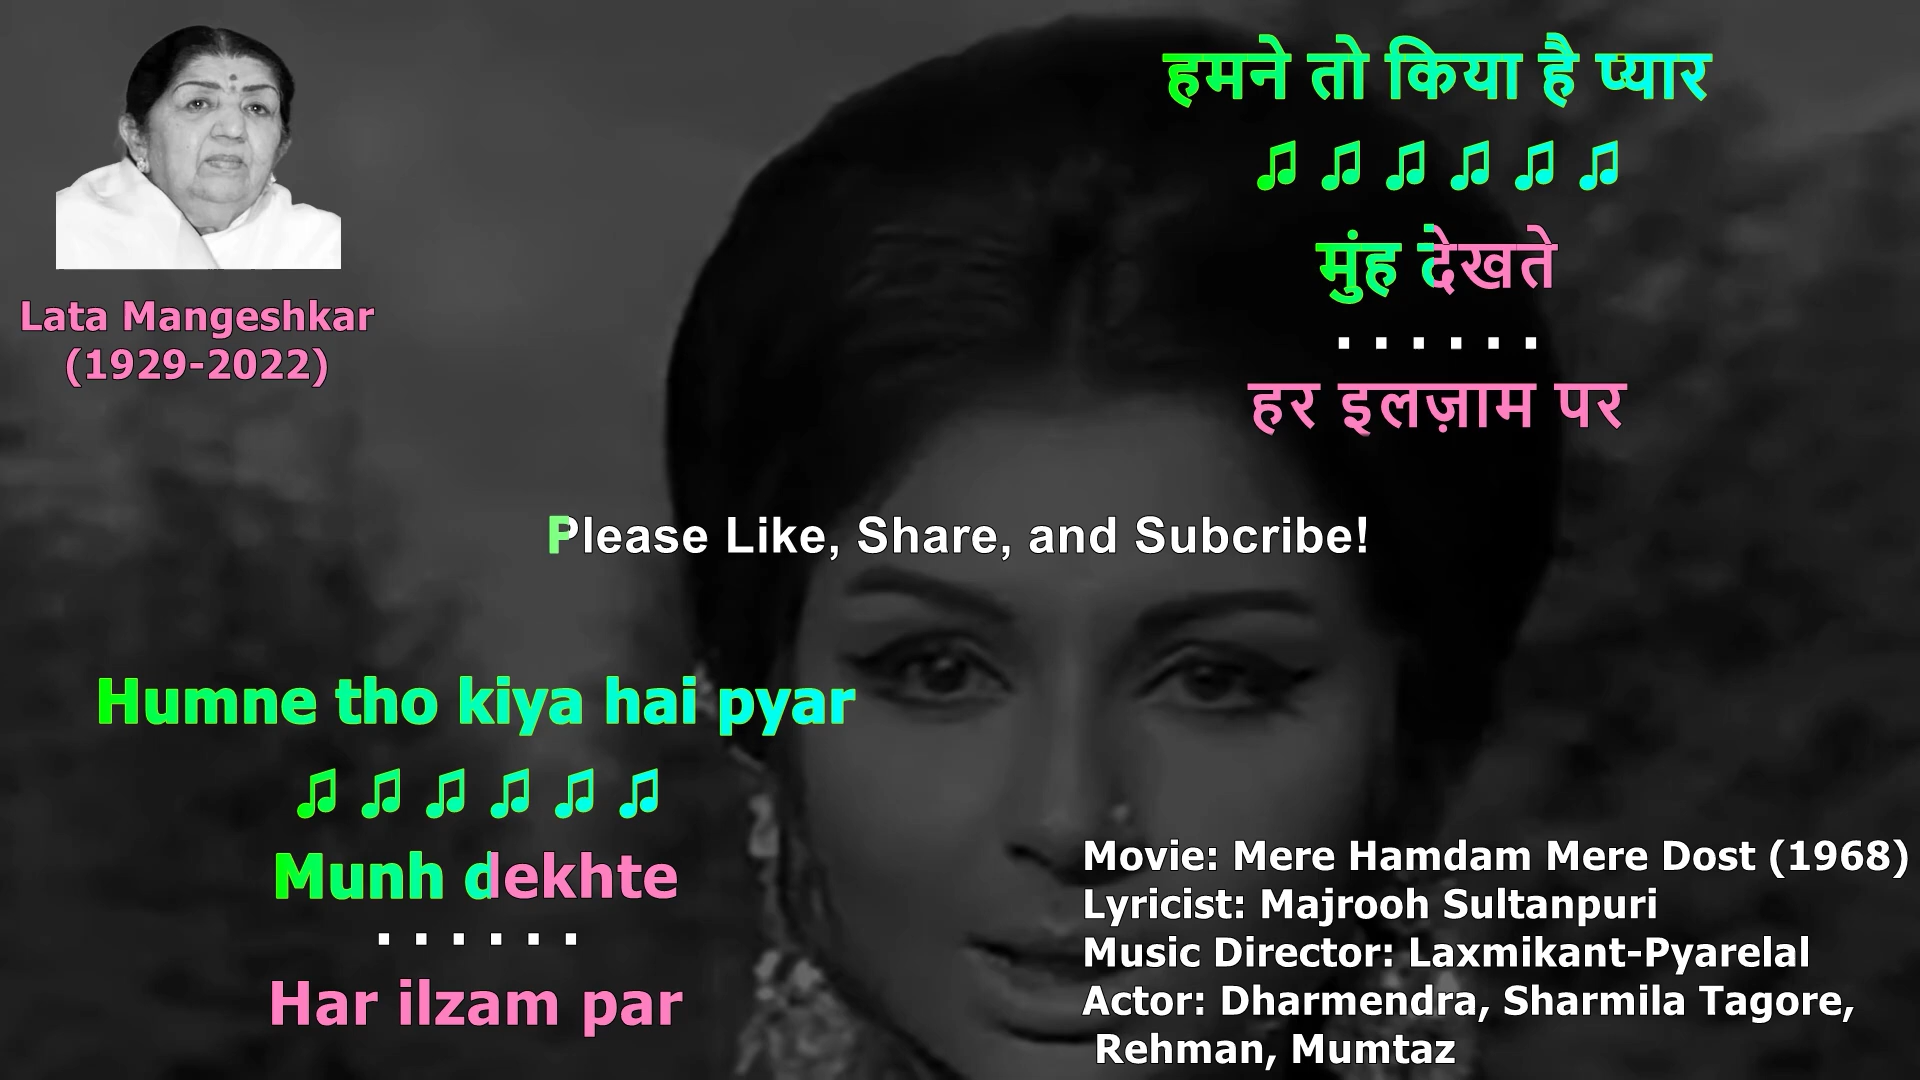 Lata Mangeshkar
(1929-2022)
हमने तो किया है प्यार
♫ ♫ ♫ ♫ ♫ ♫
मुंह देखते
......
हर इलज़ाम पर
Please Like, Share, and Subcribe!
Humne tho kiya hai pyar
♫ ♫ ♫ ♫ ♫ ♫
Munh dekhte
......
Har ilzam par
Movie: Mere Hamdam Mere Dost (1968)
Lyricist: Majrooh Sultanpuri
Music Director: Laxmikant-Pyarelal
Actor: Dharmendra, Sharmila Tagore,
Rehman, Mumtaz